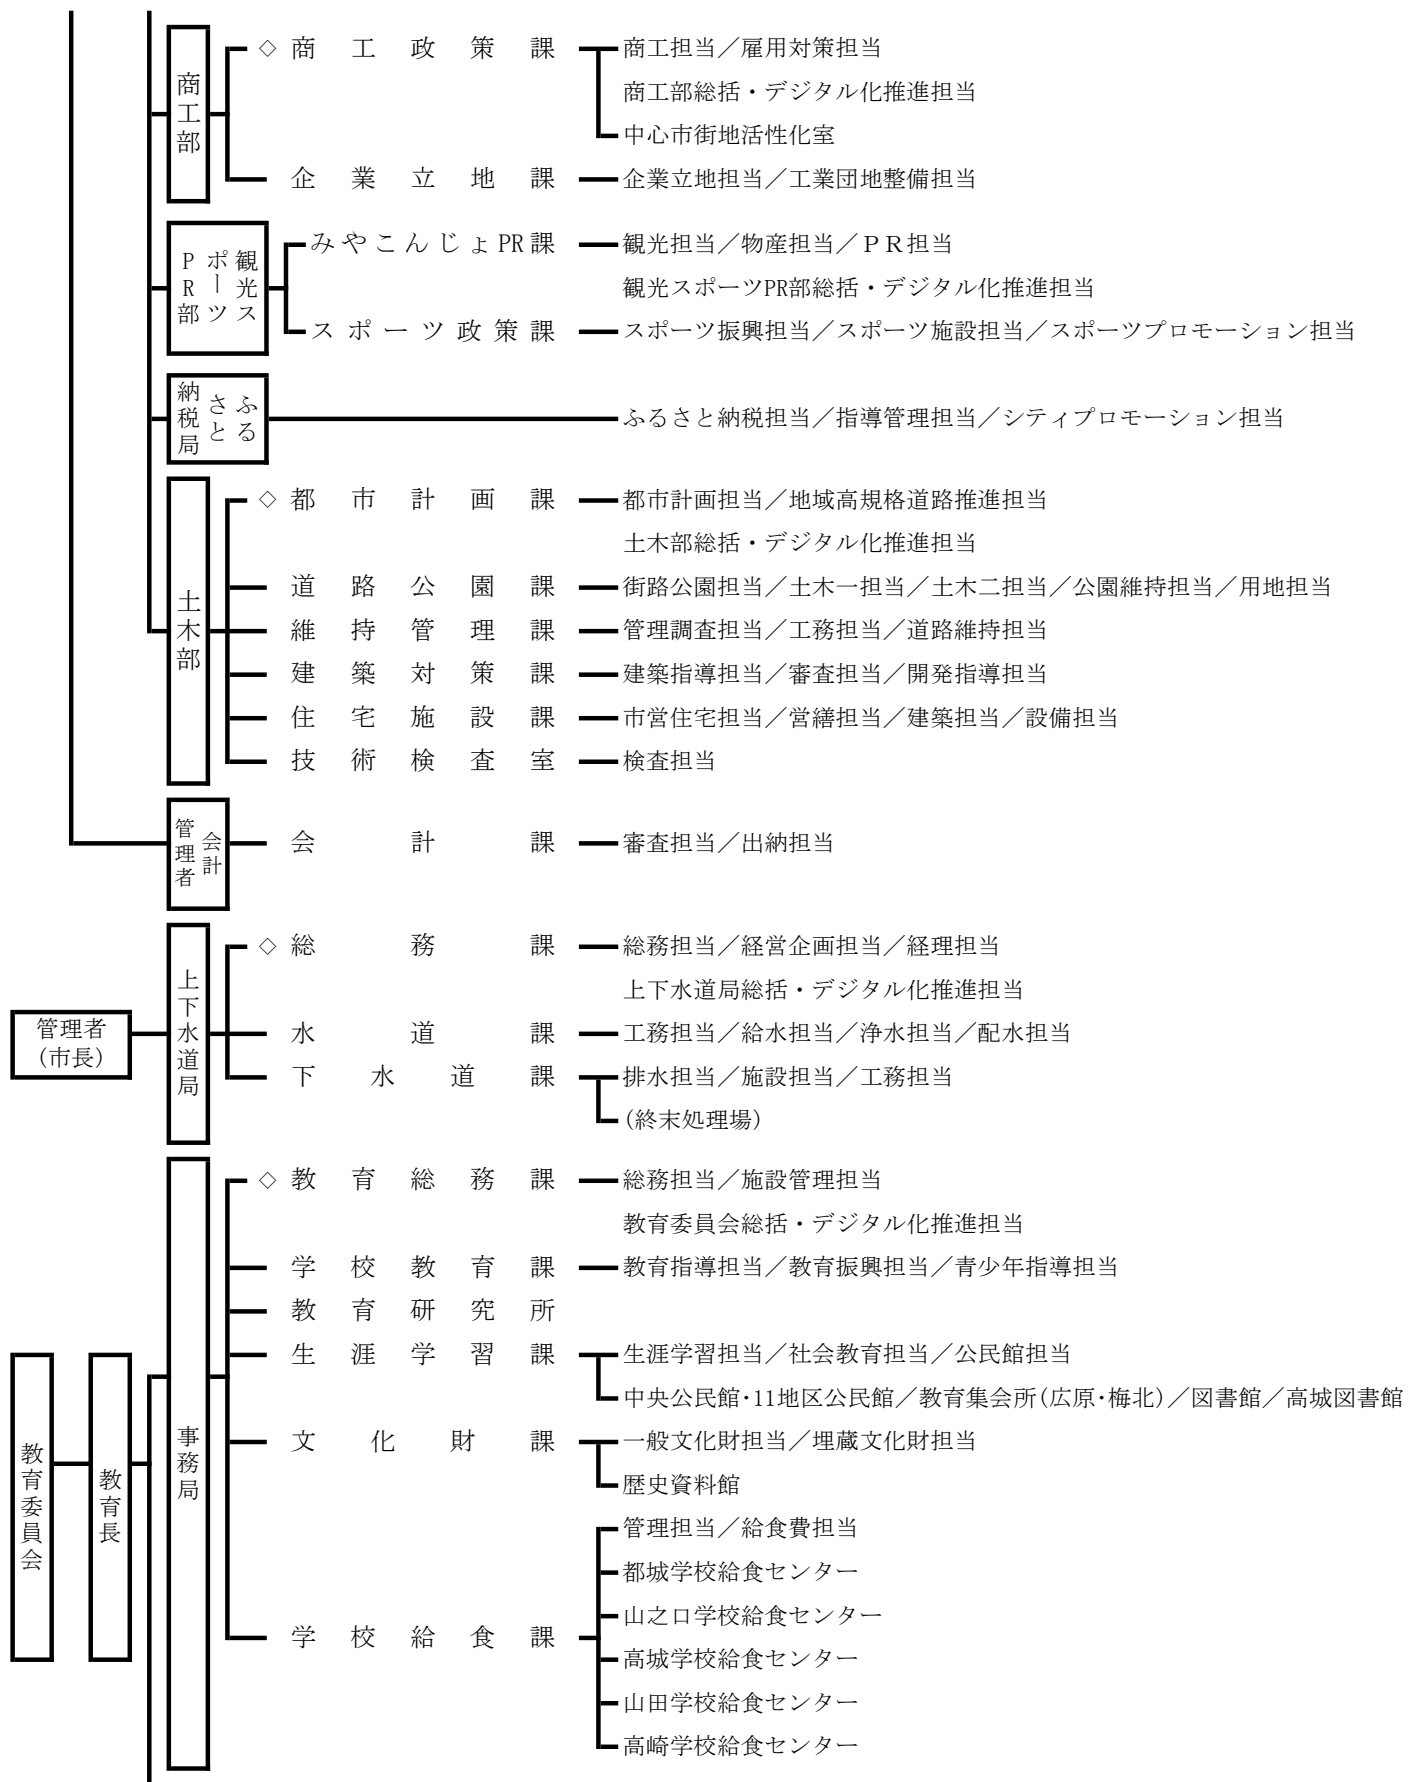 商工部
◇ 商工政策課 商工担当／雇用対策担当
商工部総括・デジタル化推進担当
中心市街地活性化室
企業立地課 企業立地担当／工業団地整備担当
観光スポーツPR部
みやこんじょPR課 観光担当／物産担当／ＰＲ担当
観光スポーツPR部総括・デジタル化推進担当
スポーツ政策課 スポーツ振興担当／スポーツ施設担当／スポーツプロモーション担当
ふるさと納税局
ふるさと納税担当／指導管理担当／シティプロモーション担当
土木部
◇ 都市計画課 都市計画担当／地域高規格道路推進担当
土木部総括・デジタル化推進担当
道路公園課 街路公園担当／土木一担当／土木二担当／公園維持担当／用地担当
維持管理課 管理調査担当／工務担当／道路維持担当
建築対策課 建築指導担当／審査担当／開発指導担当
住宅施設課 市営住宅担当／営繕担当／建築担当／設備担当
技術検査室 検査担当
会計管理者
会計課 審査担当／出納担当
管理者
(市長)
上下水道局
◇ 総務課 総務担当／経営企画担当／経理担当
上下水道局総括・デジタル化推進担当
水道課 工務担当／給水担当／浄水担当／配水担当
下水道課 排水担当／施設担当／工務担当
(終末処理場)
教育委員会
教育長
事務局
◇ 教育総務課 総務担当／施設管理担当
教育委員会総括・デジタル化推進担当
学校教育課 教育指導担当／教育振興担当／青少年指導担当
教育研究所
生涯学習課 生涯学習担当／社会教育担当／公民館担当
中央公民館･11地区公民館／教育集会所(広原･梅北)／図書館／高城図書館
文化財課 一般文化財担当／埋蔵文化財担当
歴史資料館
学校給食課 管理担当／給食費担当
都城学校給食センター
山之口学校給食センター
高城学校給食センター
山田学校給食センター
高崎学校給食センター